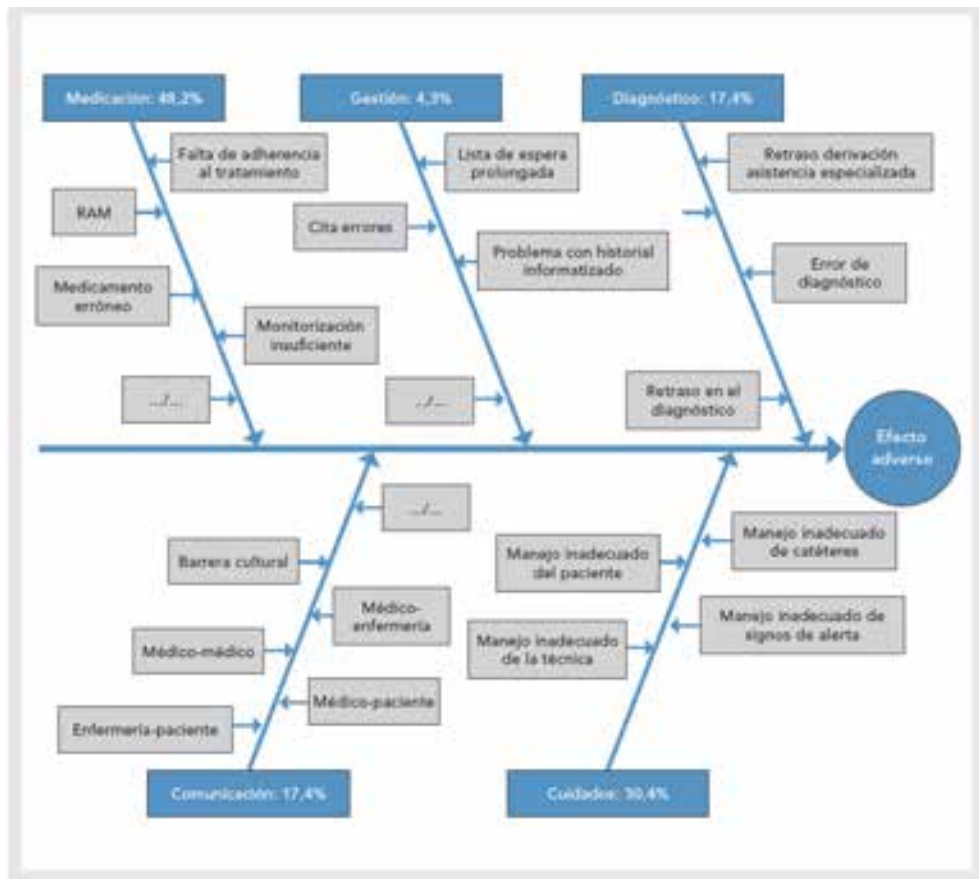 Medicación: 48,2%
Gestión: 4,3%
Diagnóstico: 17,4%
Falta de adherencia
al tratamiento
RAM
Medicamento
erróneo
Monitorización
insuficiente
.../...
Lista de espera
prolongada
Cita errores
Problema con historial
informatizado
../...
Retraso derivación
asistencia especializada
Error de
diagnóstico
Retraso en el
diagnóstico
Efecto
adverso
.../...
Barrera cultural
Médico-
enfermería
Médico-médico
Médico-paciente
Enfermería-paciente
Manejo inadecuado
de catéteres
Manejo inadecuado
del paciente
Manejo inadecuado de
signos de alerta
Manejo inadecuado
de la técnica
Comunicación: 17,4%
Cuidados: